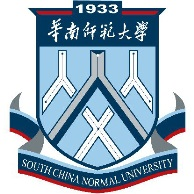 1933
華南師範大學
SOUTH CHINA NORMAL UNIVERSITY